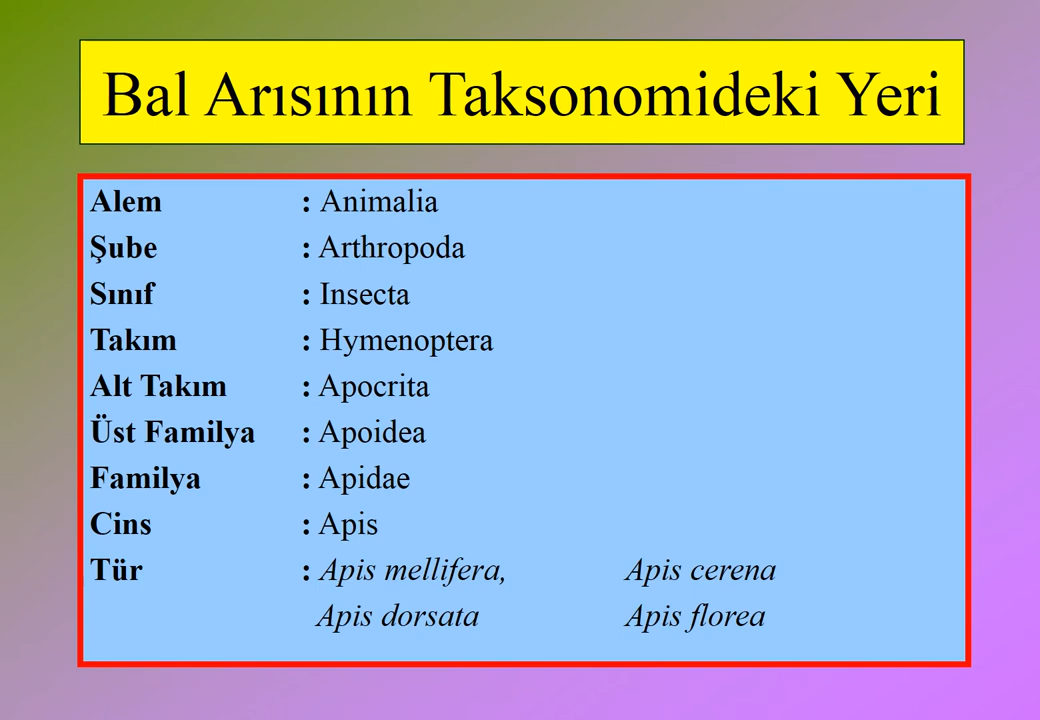 Bal Arısının Taksonomideki Yeri
Alem : Animalia
Şube : Arthropoda
Sınıf : Insecta
Takım : Hymenoptera
Alt Takım : Apocrita
Üst Familya : Apoidea
Familya : Apidae
Cins : Apis
Tür : Apis mellifera, Apis cerena
Apis dorsata Apis florea